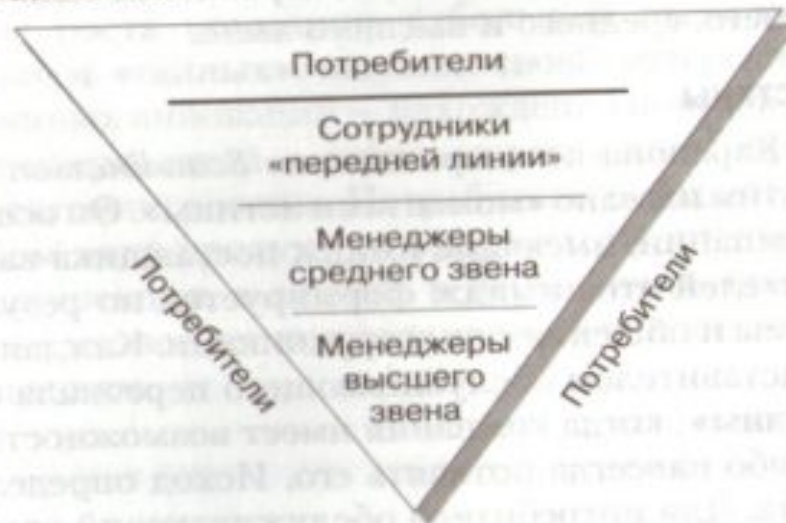 Потребители
Сотрудники
«передней линии»
Менеджеры
среднего звена
Менеджеры
высшего
звена
Потребители
Потребители